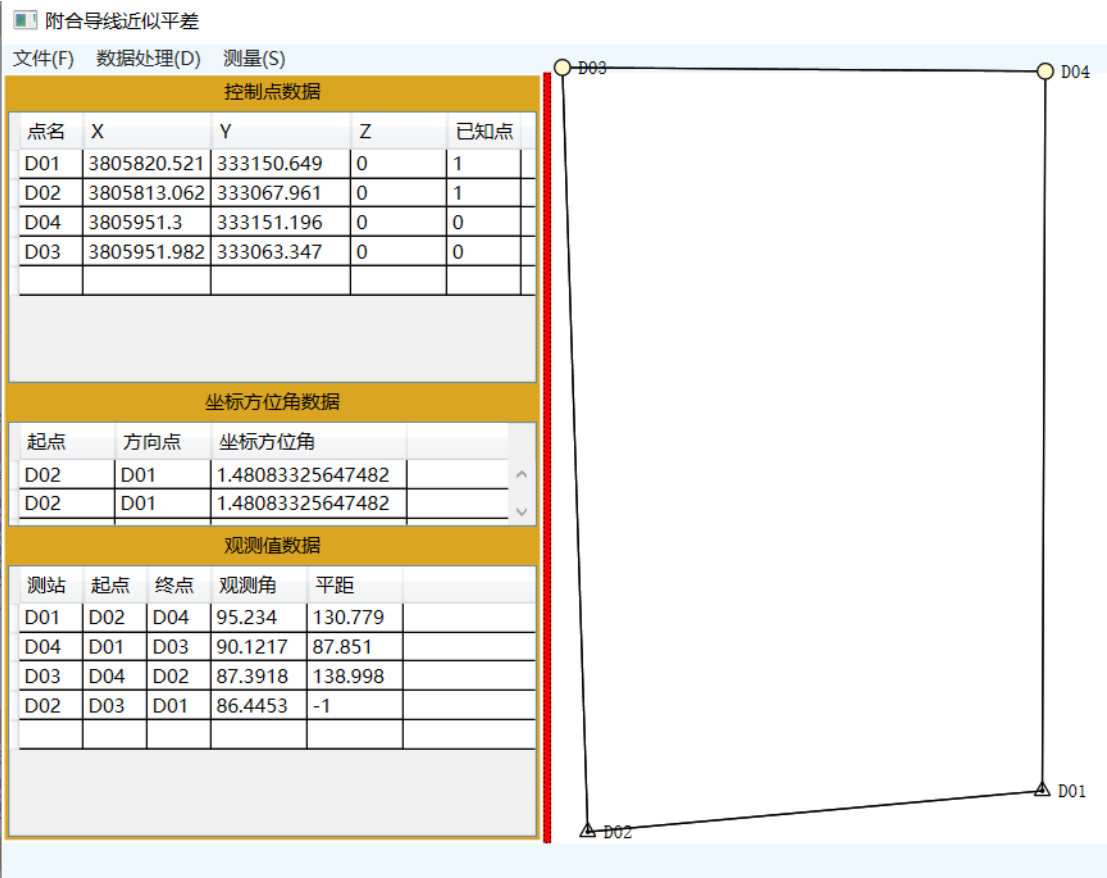 附合导线近似平差
文件(F) 数据处理(D) 测量(S)
控制点数据
点名 X Y Z 已知点
D01 3805820.521 333150.649 0 1
D02 3805813.062 333067.961 0 1
D04 3805951.3 333151.196 0 0
D03 3805951.982 333063.347 0 0
坐标方位角数据
起点 方向点 坐标方位角
D02 D01 1.48083325647482
D02 D01 1.48083325647482
观测值数据
测站 起点 终点 观测角 平距
D01 D02 D04 95.234 130.779
D04 D01 D03 90.1217 87.851
D03 D04 D02 87.3918 138.998
D02 D03 D01 86.4453 -1
D03
D04
D01
D02